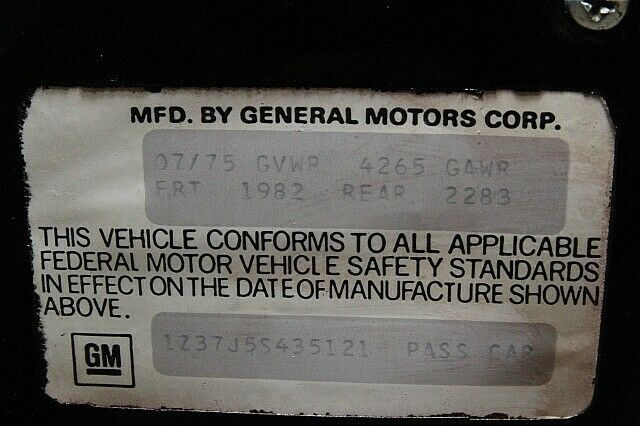 MFD. BY GENERAL MOTORS CORP.
07/75 GVWR 4265 GAWR
FRT 1982 REAR 2283
THIS VEHICLE CONFORMS TO ALL APPLICABLE
FEDERAL MOTOR VEHICLE SAFETY STANDARDS
IN EFFECT ON THE DATE OF MANUFACTURE SHOWN
ABOVE.
GM
1Z37J5S435121 PASS CAR